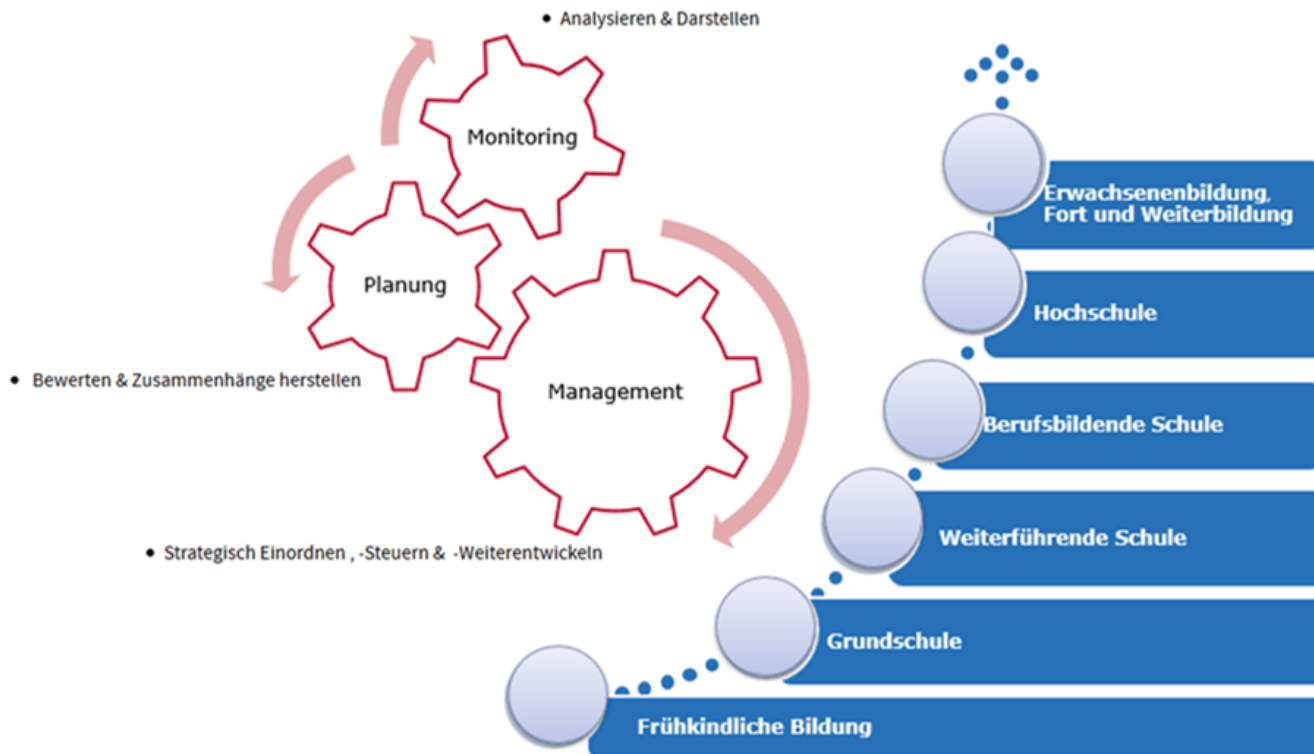 • Analysieren & Darstellen
Monitoring
Planung
Management
• Bewerten & Zusammenhänge herstellen
• Strategisch Einordnen , -Steuern &  -Weiterentwickeln
Erwachsenenbildung,
Fort und Weiterbildung
Hochschule
Berufsbildende Schule
Weiterführende Schule
Grundschule
Frühkindliche Bildung